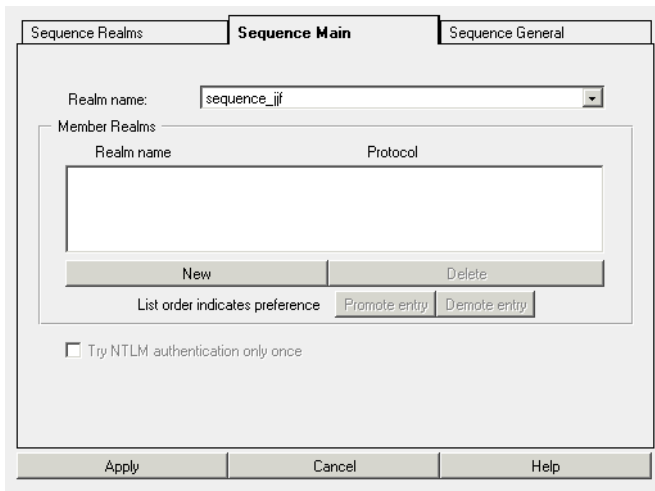 Sequence Realms Sequence Main Sequence General
Realm name: sequence_jjf
Member Realms
Realm name Protocol
New Delete
List order indicates preference Promote entry Demote entry
Try NTLM authentication only once
Apply Cancel Help